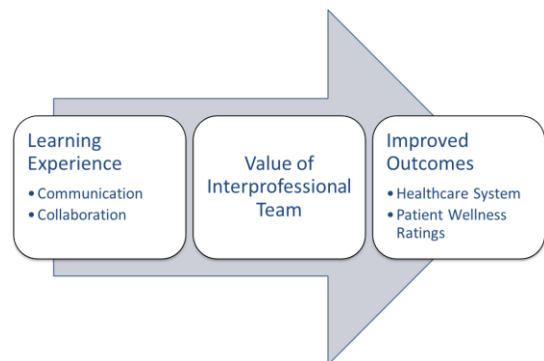 Learning
Experience
• Communication
• Collaboration
Value of
Interprofessional
Team
Improved
Outcomes
• Healthcare System
• Patient Wellness
Ratings